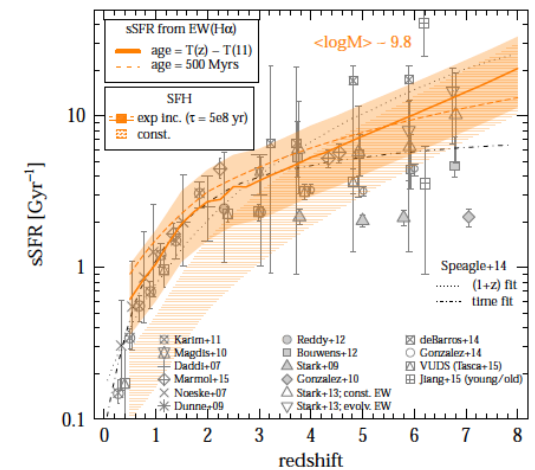 sSFR from EW(Hα)
age = T(z) − T(11)
age = 500 Myrs
SFH
exp inc. (τ = 5e8 yr)
const.
<logM> ~ 9.8
10
1
0.1
sSFR [Gyr⁻¹]
Speagle+14
(1+z) fit
time fit
Karim+11
Magdis+10
Daddi+07
Marmol+15
Noeske+07
Dunne+09
Reddy+12
Bouwens+12
Stark+09
Gonzalez+10
Stark+13; const. EW
Stark+13; evolv. EW
deBarros+14
Gonzalez+14
VUDS (Tasca+15)
Jiang+15 (young/old)
0 1 2 3 4 5 6 7 8
redshift